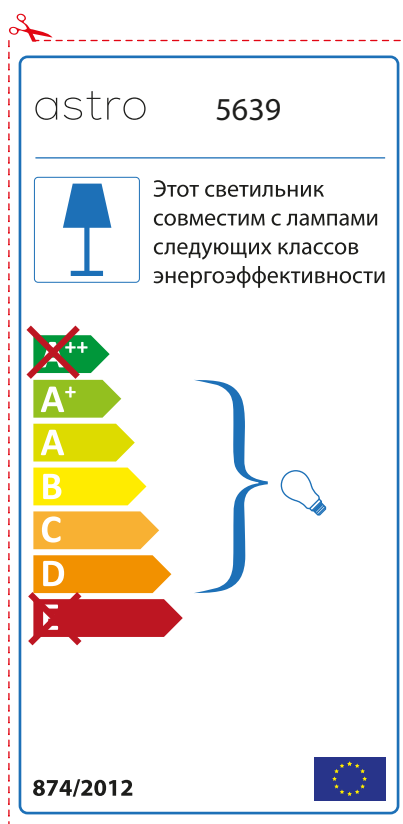 astro 5639
Этот светильник
совместим с лампами
следующих классов
энергоэффективности
A++
A+
A
B
C
D
E
874/2012